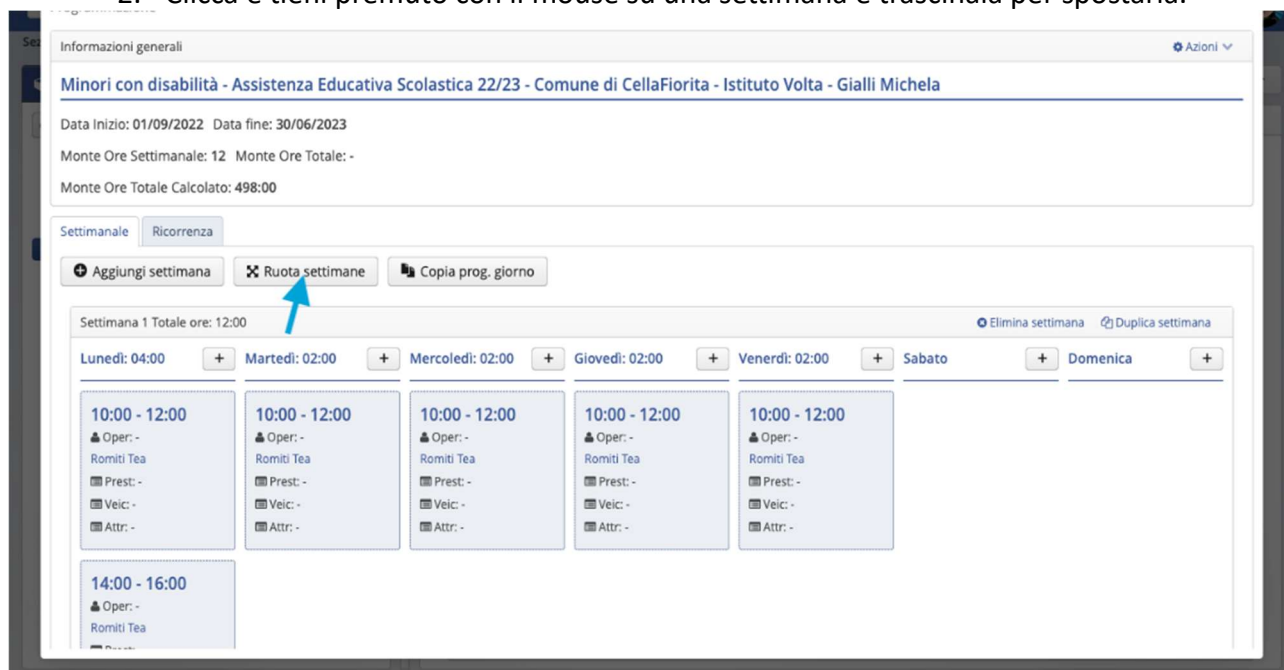 2. Clicca e tieni premuto con il mouse su una settimana e trascinala per spostarla.
Informazioni generali Azioni
Minori con disabilità - Assistenza Educativa Scolastica 22/23 - Comune di CellaFiorita - Istituto Volta - Gialli Michela
Data Inizio: 01/09/2022 Data fine: 30/06/2023
Monte Ore Settimanale: 12 Monte Ore Totale: -
Monte Ore Totale Calcolato: 498:00
Settimanale Ricorrenza
Aggiungi settimana Ruota settimane Copia prog. giorno
Settimana 1 Totale ore: 12:00 Elimina settimana Duplica settimana
Lunedì: 04:00 + Martedì: 02:00 + Mercoledì: 02:00 + Giovedì: 02:00 + Venerdì: 02:00 + Sabato + Domenica +
10:00 - 12:00 10:00 - 12:00 10:00 - 12:00 10:00 - 12:00 10:00 - 12:00
Oper: - Oper: - Oper: - Oper: - Oper: -
Romiti Tea Romiti Tea Romiti Tea Romiti Tea Romiti Tea
Prest: - Prest: - Prest: - Prest: - Prest: -
Veic: - Veic: - Veic: - Veic: - Veic: -
Attr: - Attr: - Attr: - Attr: - Attr: -
14:00 - 16:00
Oper: -
Romiti Tea